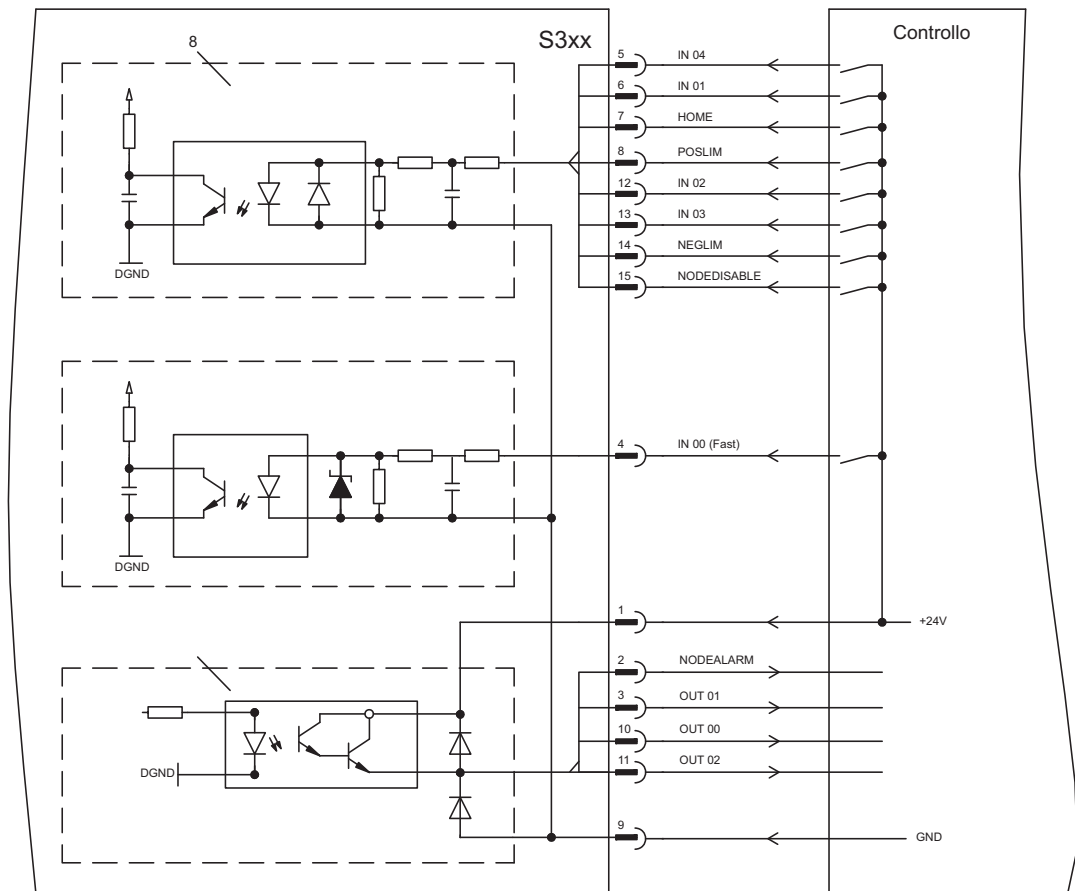 8
S3xx
Controllo
5 IN 04
6 IN 01
7 HOME
8 POSLIM
12 IN 02
13 IN 03
14 NEGLIM
15 NODEDISABLE
DGND
4 IN 00 (Fast)
DGND
1 +24V
2 NODEALARM
3 OUT 01
10 OUT 00
11 OUT 02
DGND
9 GND